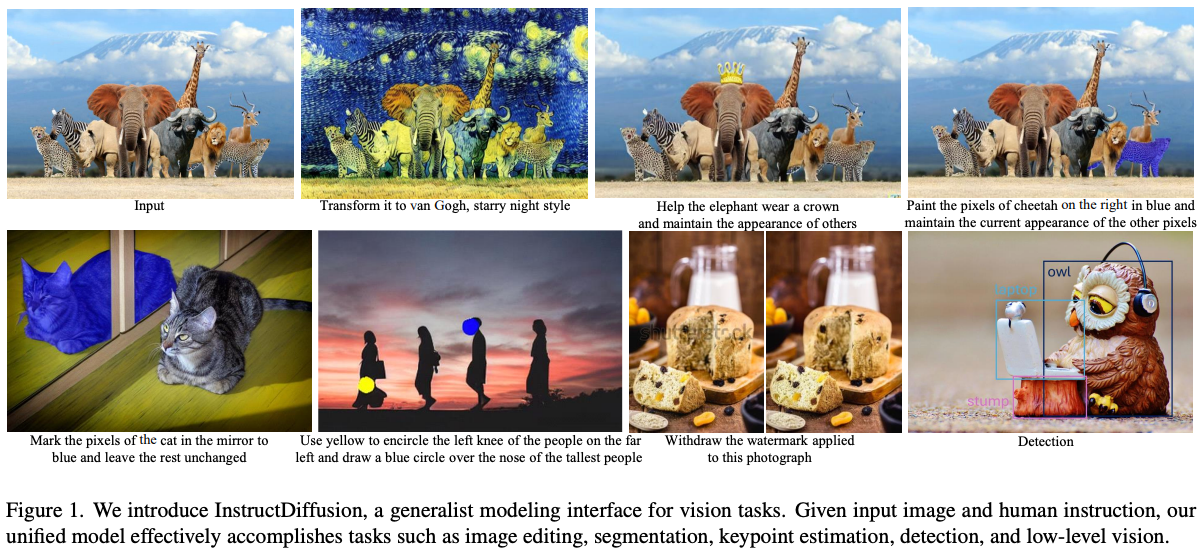 Input
Transform it to van Gogh, starry night style
Help the elephant wear a crown
and maintain the appearance of others
Paint the pixels of cheetah on the right in blue and
maintain the current appearance of the other pixels
shutterstock
owl
laptop
stump
Mark the pixels of the cat in the mirror to
blue and leave the rest unchanged
Use yellow to encircle the left knee of the people on the far
left and draw a blue circle over the nose of the tallest people
Withdraw the watermark applied
to this photograph
Detection
Figure 1. We introduce InstructDiffusion, a generalist modeling interface for vision tasks. Given input image and human instruction, our
unified model effectively accomplishes tasks such as image editing, segmentation, keypoint estimation, detection, and low-level vision.